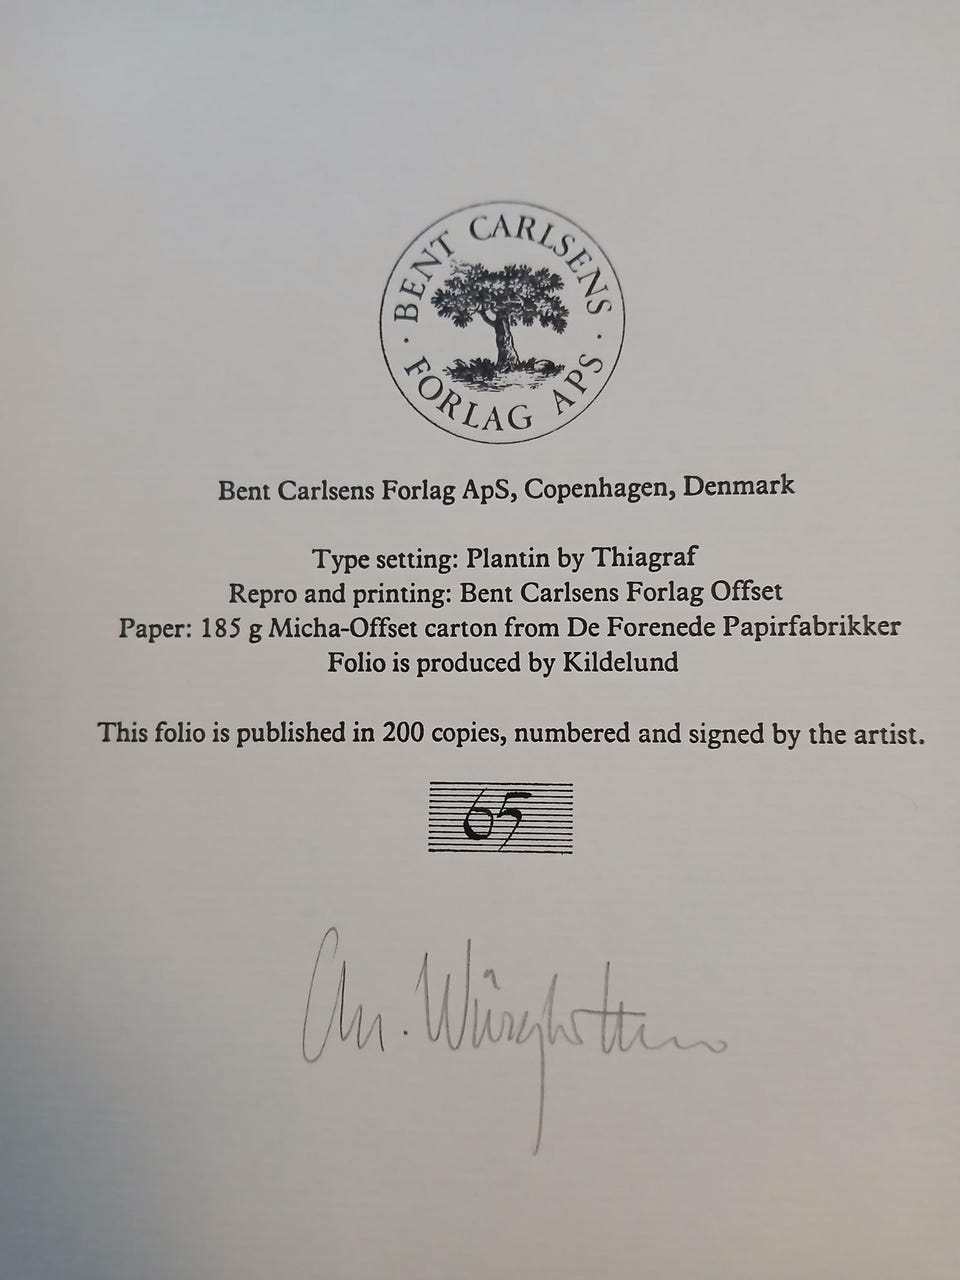 BENT CARLSENS · FORLAG APS ·
Bent Carlsens Forlag ApS, Copenhagen, Denmark
Type setting: Plantin by Thiagraf
Repro and printing: Bent Carlsens Forlag Offset
Paper: 185 g Micha-Offset carton from De Forenede Papirfabrikker
Folio is produced by Kildelund
This folio is published in 200 copies, numbered and signed by the artist.
65